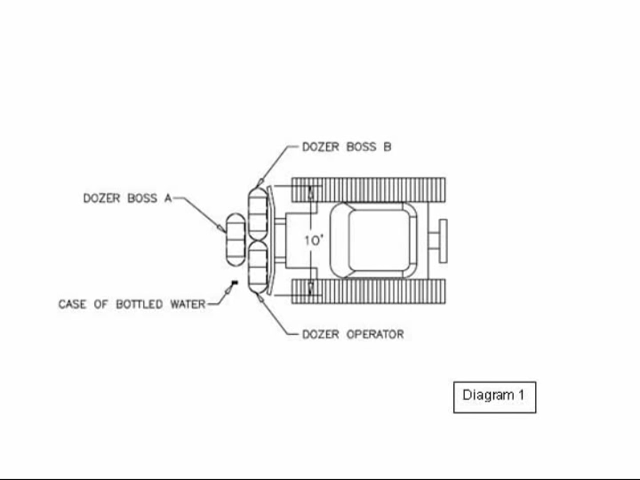 DOZER BOSS B
DOZER BOSS A
10'
CASE OF BOTTLED WATER
DOZER OPERATOR
Diagram 1